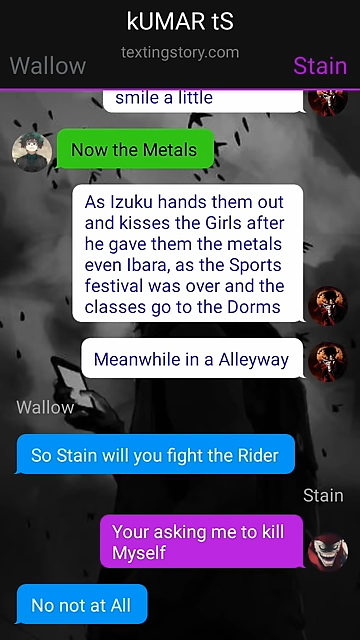 kUMAR tS
textingstory.com
Wallow
Stain
smile a little
Now the Metals
As Izuku hands them out
and kisses the Girls after
he gave them the metals
even Ibara, as the Sports
festival was over and the
classes go to the Dorms
Meanwhile in a Alleyway
Wallow
So Stain will you fight the Rider
Stain
Your asking me to kill
Myself
No not at All